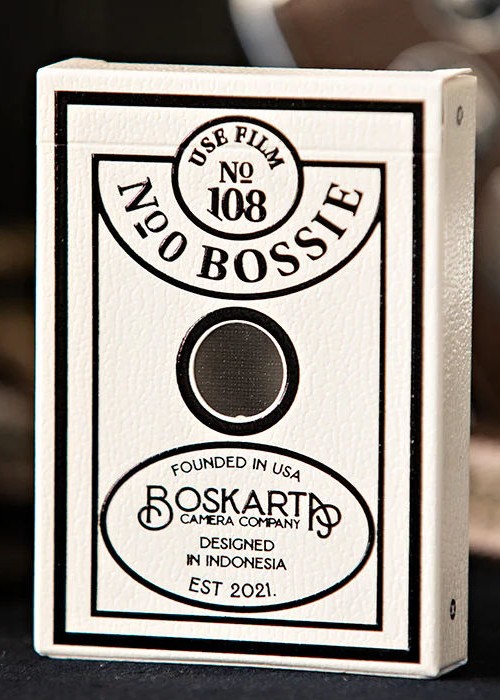 USE FILM
Nº
108
Nº0 BOSSIE
FOUNDED IN USA
BOSKARTA
CAMERA COMPANY
DESIGNED
IN INDONESIA
EST 2021.